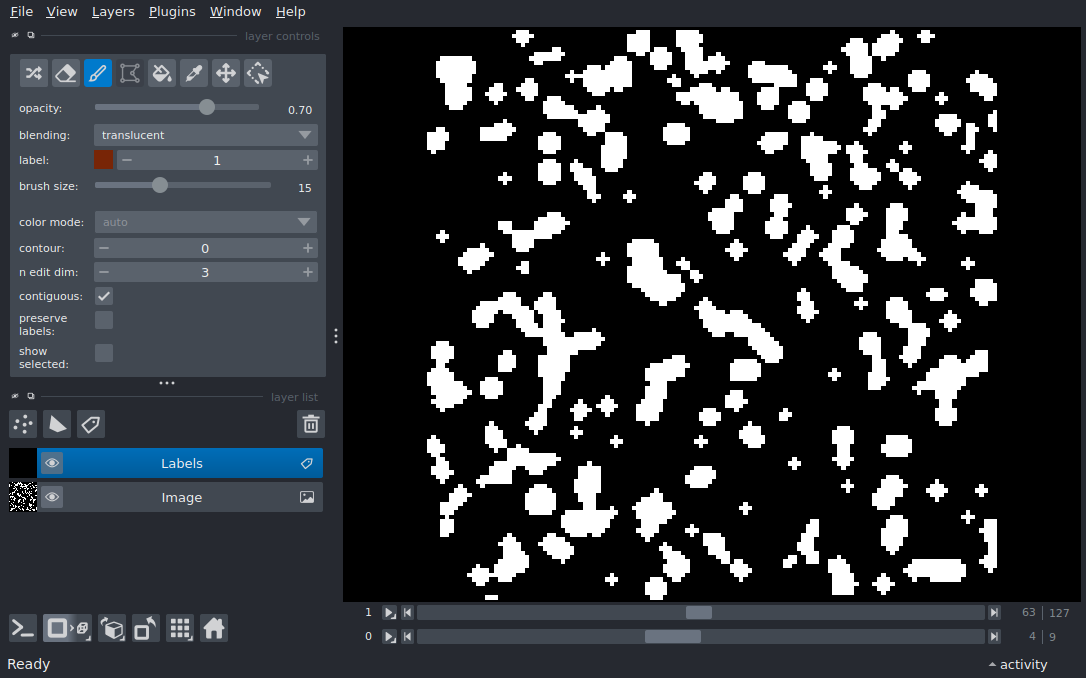 File View Layers Plugins Window Help
layer controls
opacity: 0.70
blending: translucent
label: 1
brush size: 15
color mode: auto
contour: 0
n edit dim: 3
contiguous:
preserve
labels:
show
selected:
layer list
Labels
Image
1 63 127
0 4 9
Ready activity